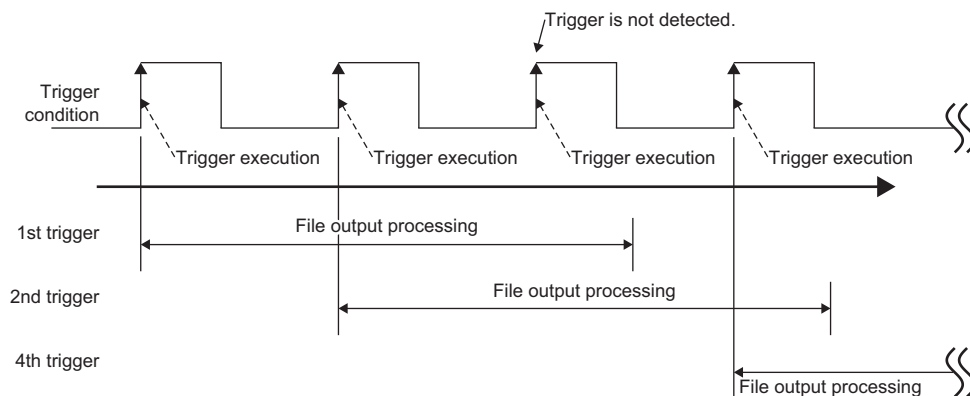 Trigger is not detected.
Trigger
condition
Trigger execution
Trigger execution
Trigger execution
Trigger execution
1st trigger
File output processing
2nd trigger
File output processing
4th trigger
File output processing